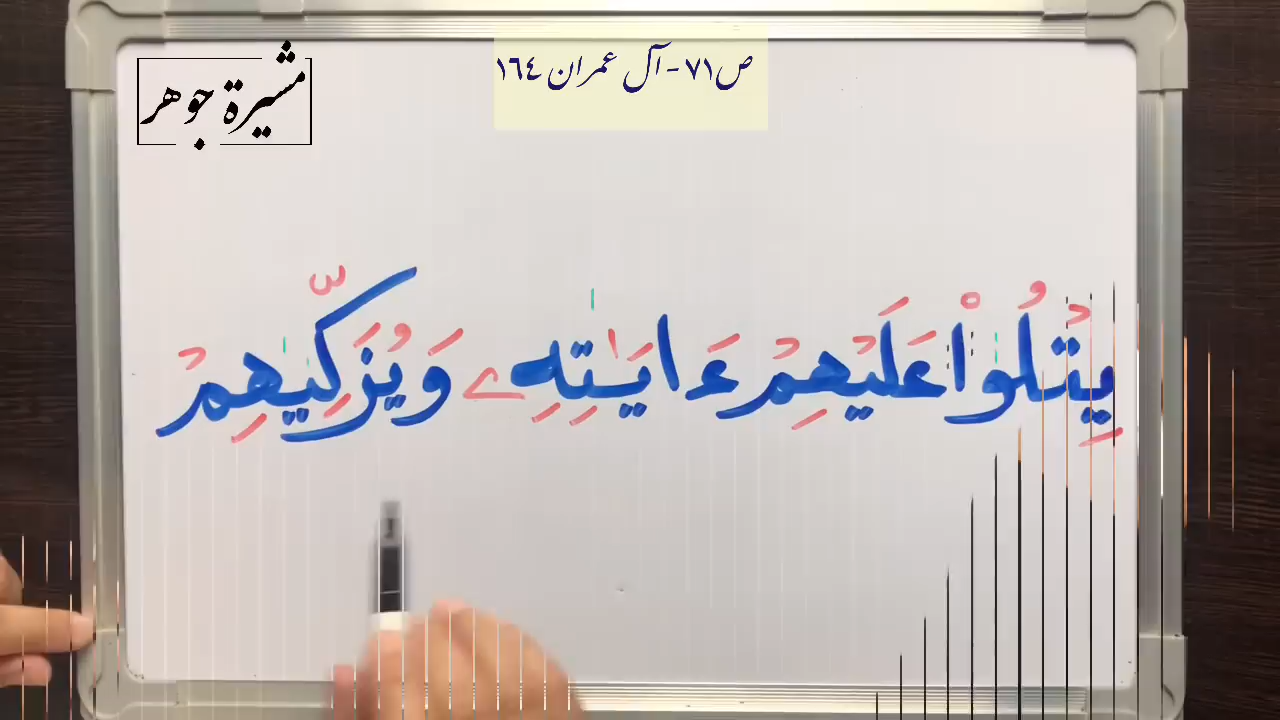 ص٧١ - آل عمران ١٦٤
مشيرة جوهر
يَتْلُوا۟ عَلَيْهِمْ ءَايَـٰتِهِۦ وَيُزَكِّيهِمْ